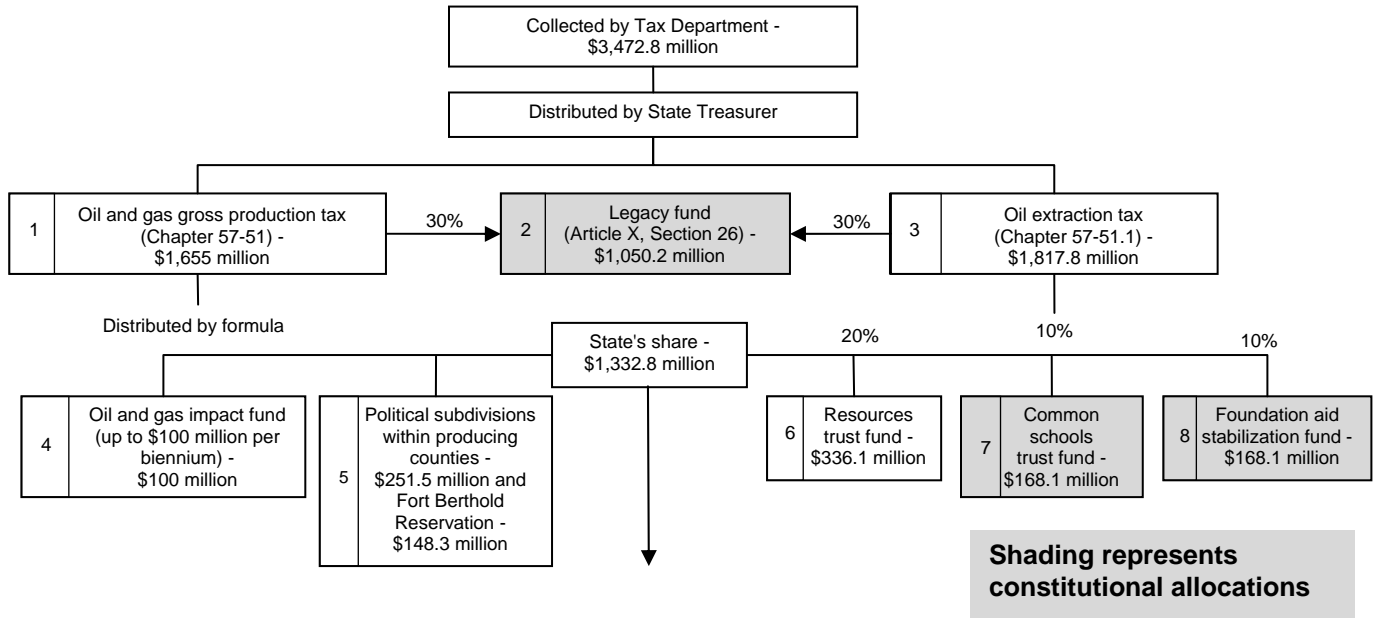 Collected by Tax Department -
$3,472.8 million
Distributed by State Treasurer
1
Oil and gas gross production tax
(Chapter 57-51) -
$1,655 million
30%
2
Legacy fund
(Article X, Section 26) -
$1,050.2 million
30%
3
Oil extraction tax
(Chapter 57-51.1) -
$1,817.8 million
Distributed by formula
State's share -
$1,332.8 million
20%
10%
10%
4
Oil and gas impact fund
(up to $100 million per
biennium) -
$100 million
5
Political subdivisions
within producing
counties -
$251.5 million and
Fort Berthold
Reservation -
$148.3 million
6
Resources
trust fund -
$336.1 million
7
Common
schools
trust fund -
$168.1 million
8
Foundation aid
stabilization fund -
$168.1 million
Shading represents
constitutional allocations